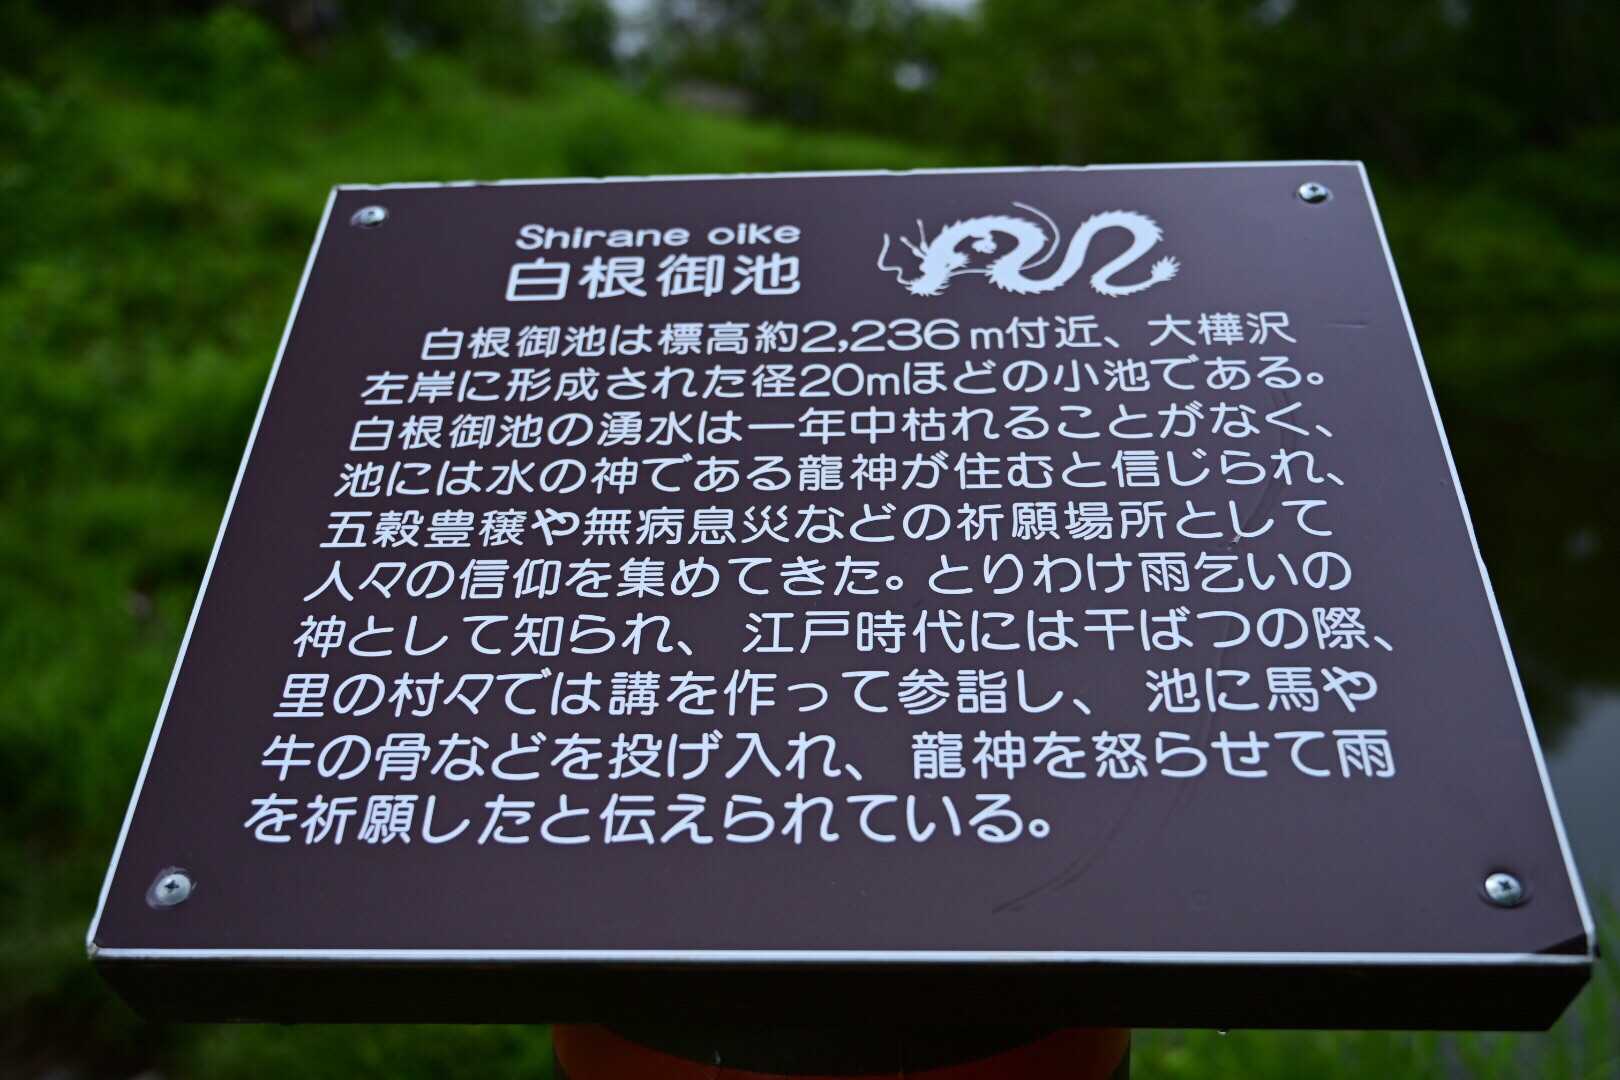 Shirane oike
白根御池
白根御池は標高約2,236m付近、大樺沢
左岸に形成された径20mほどの小池である。
白根御池の湧水は一年中枯れることがなく、
池には水の神である龍神が住むと信じられ、
五穀豊穣や無病息災などの祈願場所として
人々の信仰を集めてきた。とりわけ雨乞いの
神として知られ、江戸時代には干ばつの際、
里の村々では講を作って参詣し、池に馬や
牛の骨などを投げ入れ、龍神を怒らせて雨
を祈願したと伝えられている。